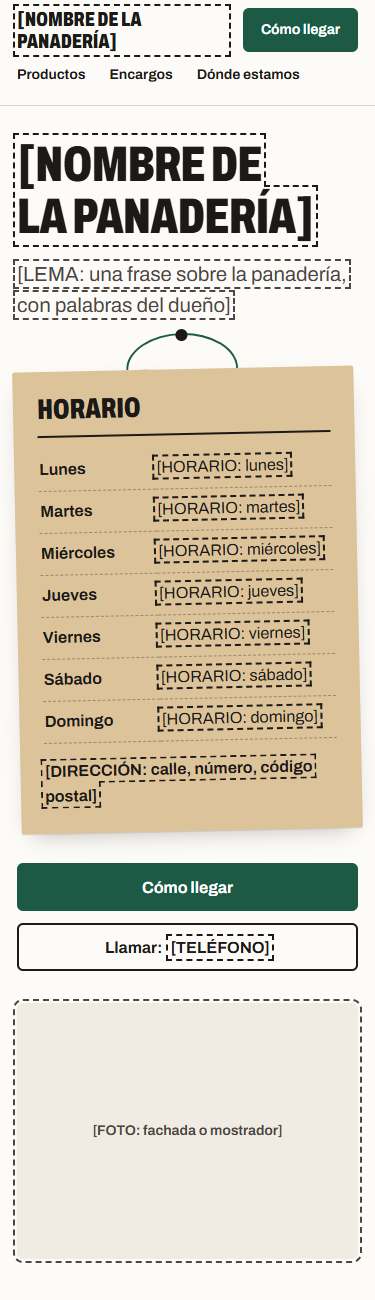 [NOMBRE DE LA
PANADERÍA]
Cómo llegar
Productos
Encargos
Dónde estamos
[NOMBRE DE
LA PANADERÍA]
[LEMA: una frase sobre la panadería,
con palabras del dueño]
HORARIO
Lunes [HORARIO: lunes]
Martes [HORARIO: martes]
Miércoles [HORARIO: miércoles]
Jueves [HORARIO: jueves]
Viernes [HORARIO: viernes]
Sábado [HORARIO: sábado]
Domingo [HORARIO: domingo]
[DIRECCIÓN: calle, número, código
postal]
Cómo llegar
Llamar: [TELÉFONO]
[FOTO: fachada o mostrador]